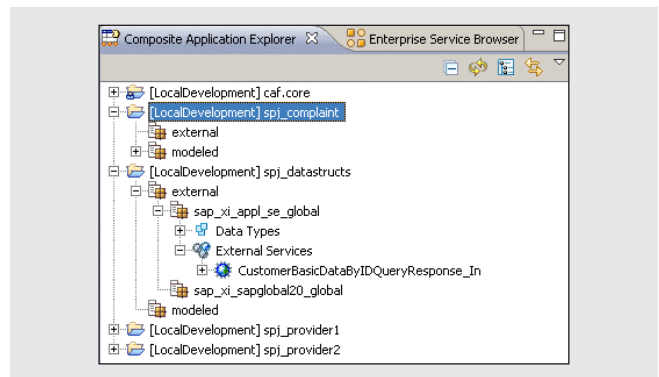 Composite Application Explorer Enterprise Service Browser
[LocalDevelopment] caf.core
[LocalDevelopment] spj_complaint
external
modeled
[LocalDevelopment] spj_datastructs
external
sap_xi_appl_se_global
Data Types
External Services
CustomerBasicDataByIDQueryResponse_In
sap_xi_sapglobal20_global
modeled
[LocalDevelopment] spj_provider1
[LocalDevelopment] spj_provider2